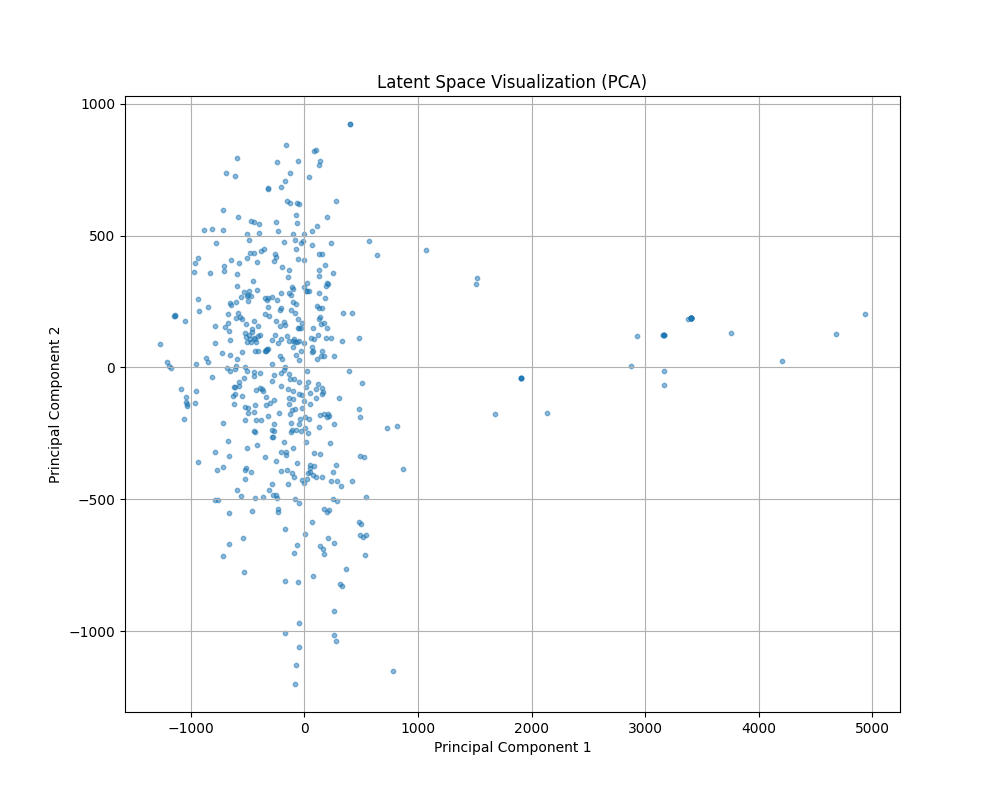 Latent Space Visualization (PCA)
1000
500
0
−500
−1000
Principal Component 2
−1000 0 1000 2000 3000 4000 5000
Principal Component 1